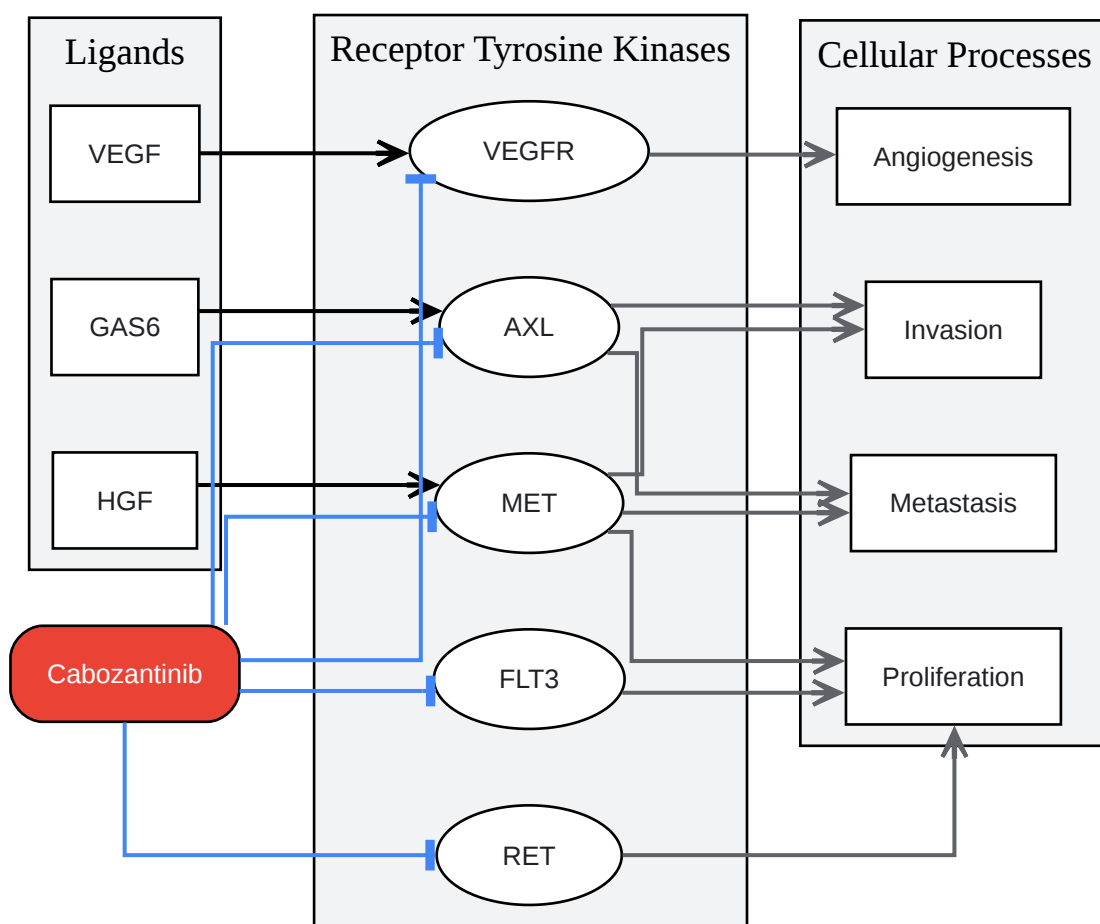 Ligands
VEGF
GAS6
HGF
Cabozantinib
Receptor Tyrosine Kinases
VEGFR
AXL
MET
FLT3
RET
Cellular Processes
Angiogenesis
Invasion
Metastasis
Proliferation